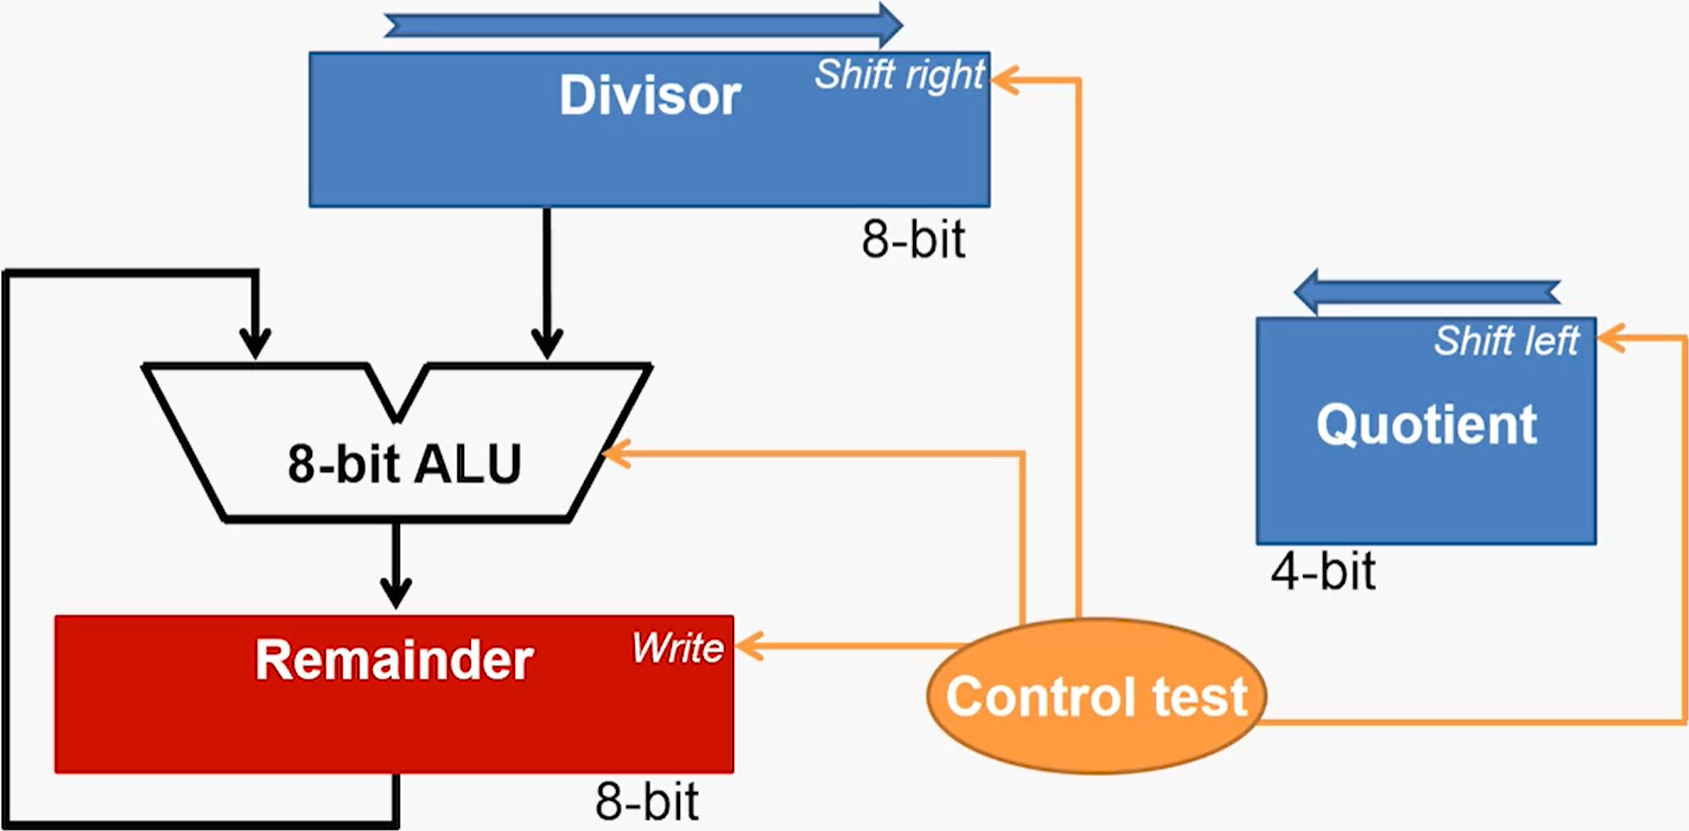 Shift right
Divisor
8-bit
Shift left
Quotient
4-bit
8-bit ALU
Remainder
Write
8-bit
Control test